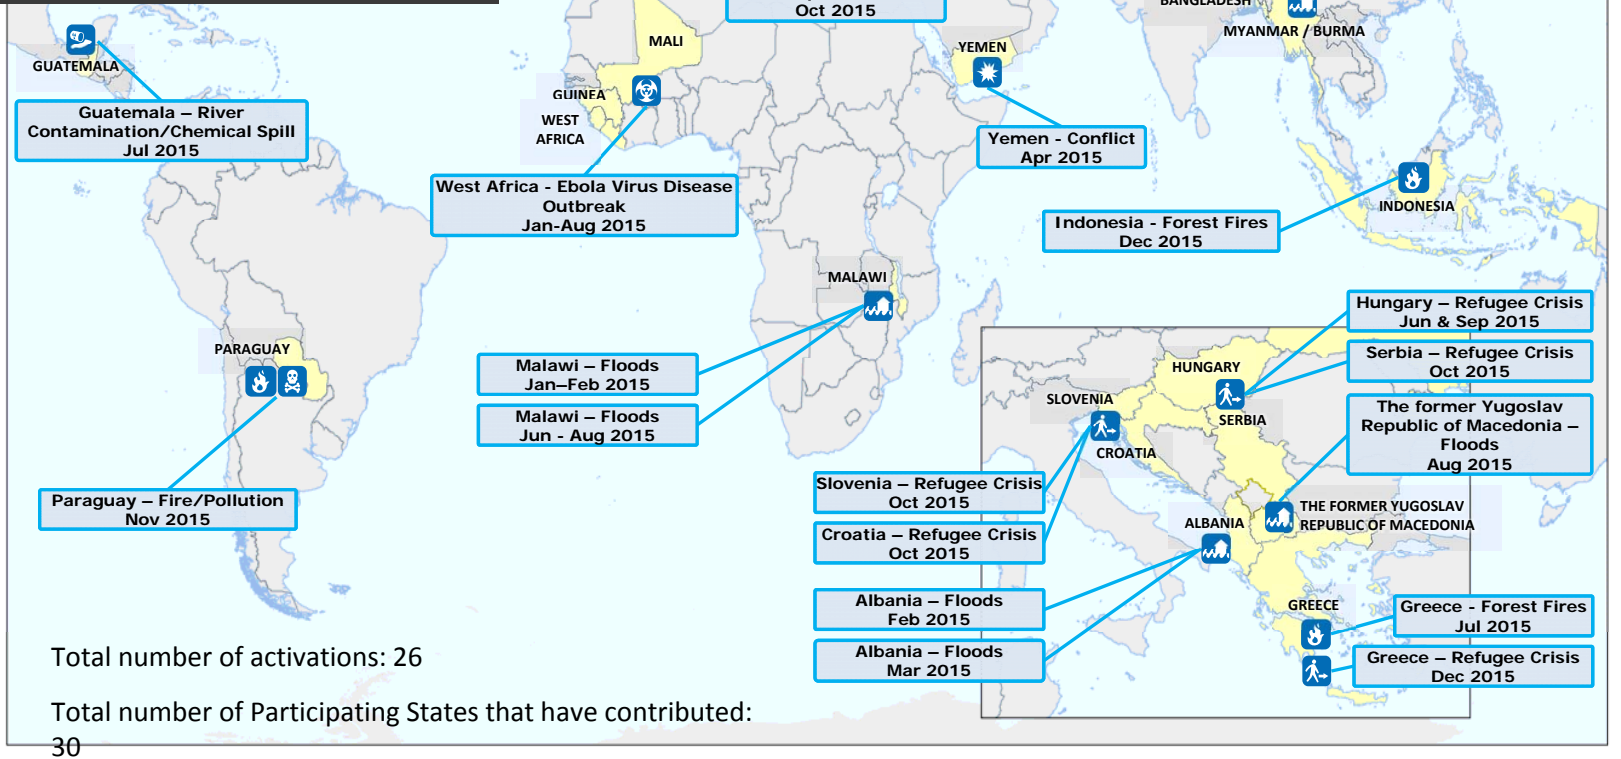 Oct 2015
BANGLADESH
MYANMAR / BURMA
MALI
YEMEN
GUATEMALA
GUINEA
WEST
AFRICA
Guatemala – River
Contamination/Chemical Spill
Jul 2015
Yemen - Conflict
Apr 2015
West Africa - Ebola Virus Disease
Outbreak
Jan-Aug 2015
INDONESIA
Indonesia - Forest Fires
Dec 2015
MALAWI
Hungary – Refugee Crisis
Jun & Sep 2015
PARAGUAY
Malawi – Floods
Jan–Feb 2015
Serbia – Refugee Crisis
Oct 2015
HUNGARY
SLOVENIA
Malawi – Floods
Jun - Aug 2015
SERBIA
CROATIA
The former Yugoslav
Republic of Macedonia –
Floods
Aug 2015
Slovenia – Refugee Crisis
Oct 2015
Paraguay – Fire/Pollution
Nov 2015
THE FORMER YUGOSLAV
REPUBLIC OF MACEDONIA
ALBANIA
Croatia – Refugee Crisis
Oct 2015
Albania – Floods
Feb 2015
GREECE
Greece - Forest Fires
Jul 2015
Albania – Floods
Mar 2015
Greece – Refugee Crisis
Dec 2015
Total number of activations: 26
Total number of Participating States that have contributed:
30